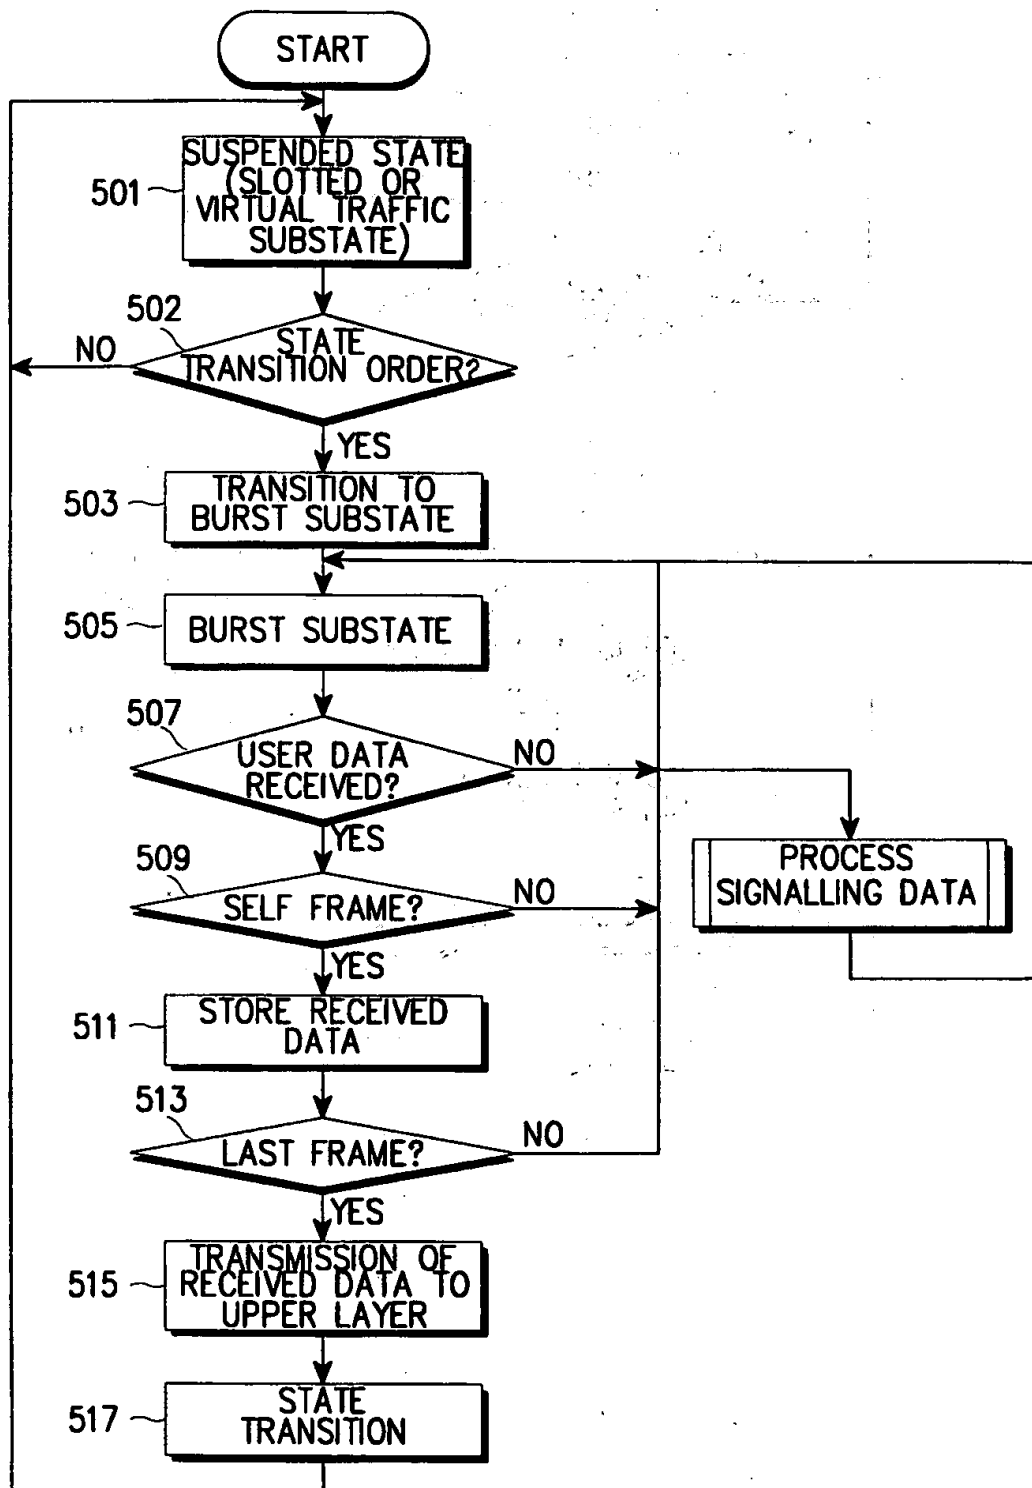 START
501
SUSPENDED STATE
(SLOTTED OR
VIRTUAL TRAFFIC
SUBSTATE)
502
NO
STATE
TRANSITION ORDER?
YES
503
TRANSITION TO
BURST SUBSTATE
505
BURST SUBSTATE
507
USER DATA
RECEIVED?
NO
YES
PROCESS
SIGNALLING DATA
509
SELF FRAME?
NO
YES
511
STORE RECEIVED
DATA
513
LAST FRAME?
NO
YES
515
TRANSMISSION OF
RECEIVED DATA TO
UPPER LAYER
517
STATE
TRANSITION